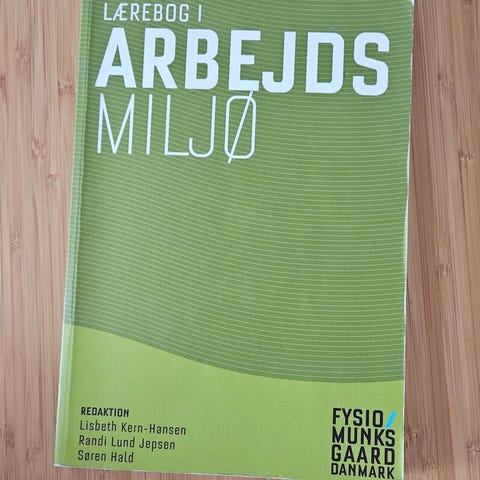 LÆREBOG I
ARBEJDS
MILJØ
REDAKTION
Lisbeth Kern-Hansen
Randi Lund Jepsen
Søren Hald
FYSIO/
MUNKS
GAARD
DANMARK